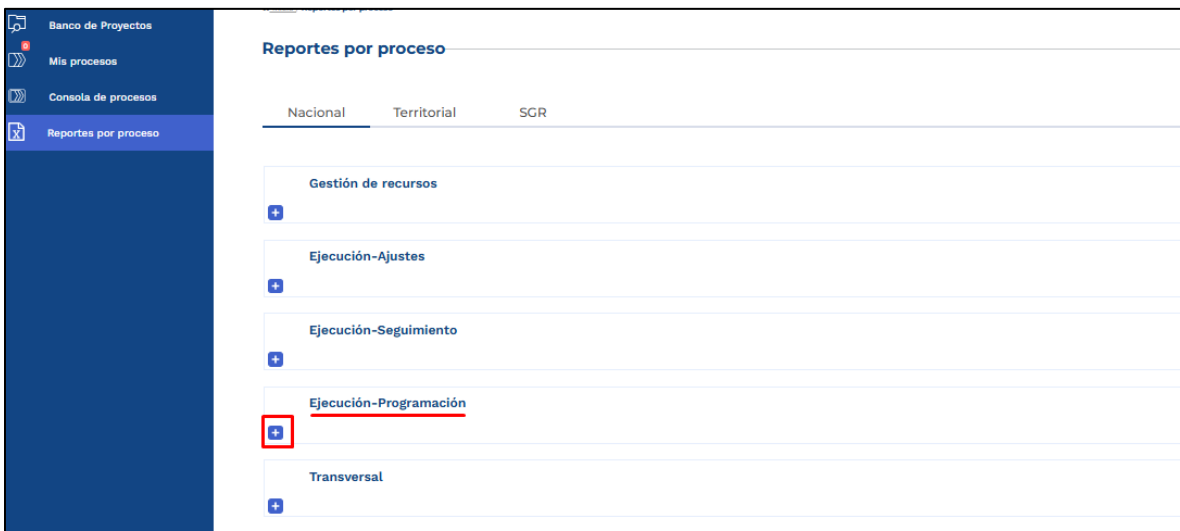 Banco de Proyectos
0
Mis procesos
Consola de procesos
Reportes por proceso
Reportes por proceso
Nacional Territorial SGR
Gestión de recursos
Ejecución-Ajustes
Ejecución-Seguimiento
Ejecución-Programación
Transversal